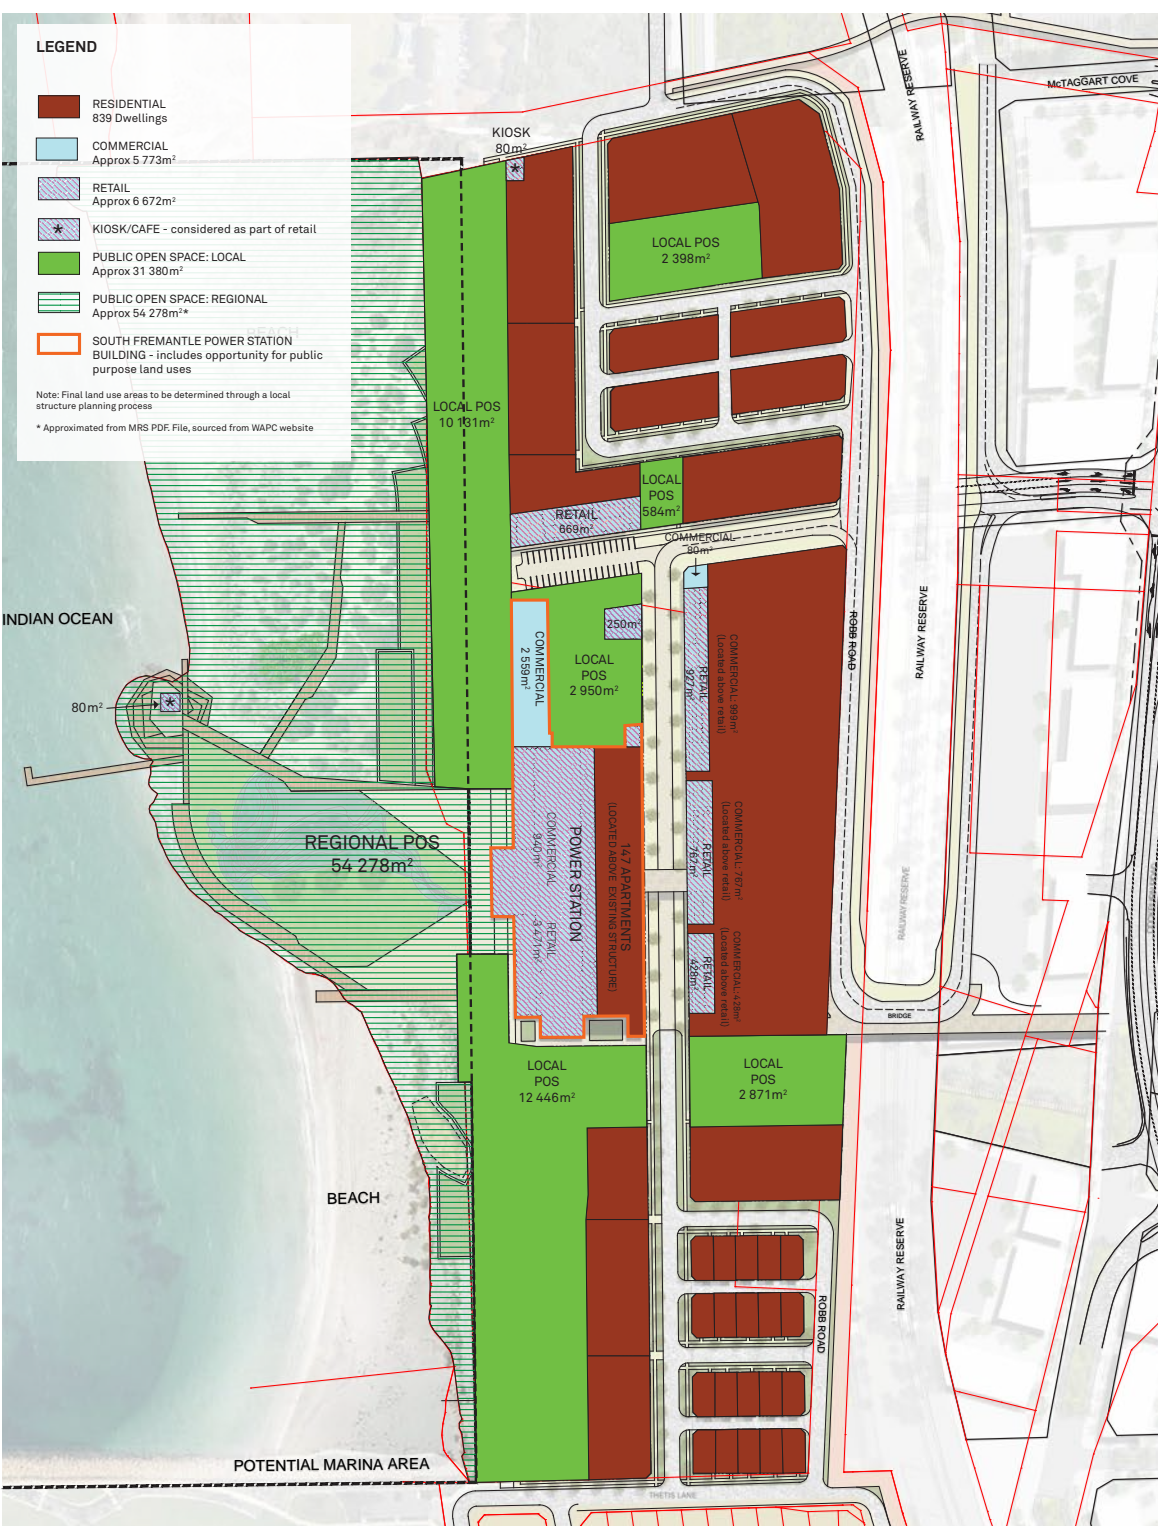 LEGEND
RESIDENTIAL
839 Dwellings
COMMERCIAL
Approx 5 773m²
RETAIL
Approx 6 672m²
* KIOSK/CAFE - considered as part of retail
PUBLIC OPEN SPACE: LOCAL
Approx 31 380m²
PUBLIC OPEN SPACE: REGIONAL
Approx 54 278m²*
BEACH
SOUTH FREMANTLE POWER STATION
BUILDING - includes opportunity for public
purpose land uses
Note: Final land use areas to be determined through a local
structure planning process
* Approximated from MRS PDF. File, sourced from WAPC website
KIOSK
80m²
*
McTAGGART COVE
RAILWAY RESERVE
LOCAL POS
2 398m²
LOCAL POS
10 131m²
LOCAL
POS
584m²
RETAIL
669m²
COMMERCIAL
80m²
INDIAN OCEAN
250m²
COMMERCIAL
2 559m²
LOCAL
POS
2 950m²
RETAIL
927m²
COMMERCIAL: 999m²
(Located above retail)
ROBB ROAD
RAILWAY RESERVE
80m²
*
REGIONAL POS
54 278m²
COMMERCIAL
940m²
RETAIL
3 471m²
POWER STATION
147 APARTMENTS
(LOCATED ABOVE EXISTING STRUCTURE)
RETAIL
762m²
COMMERCIAL: 767m²
(Located above retail)
RAILWAY RESERVE
RETAIL
428m²
COMMERCIAL: 428m²
(Located above retail)
BRIDGE
LOCAL
POS
12 446m²
LOCAL
POS
2 871m²
BEACH
RAILWAY RESERVE
ROBB ROAD
POTENTIAL MARINA AREA
THETIS LANE